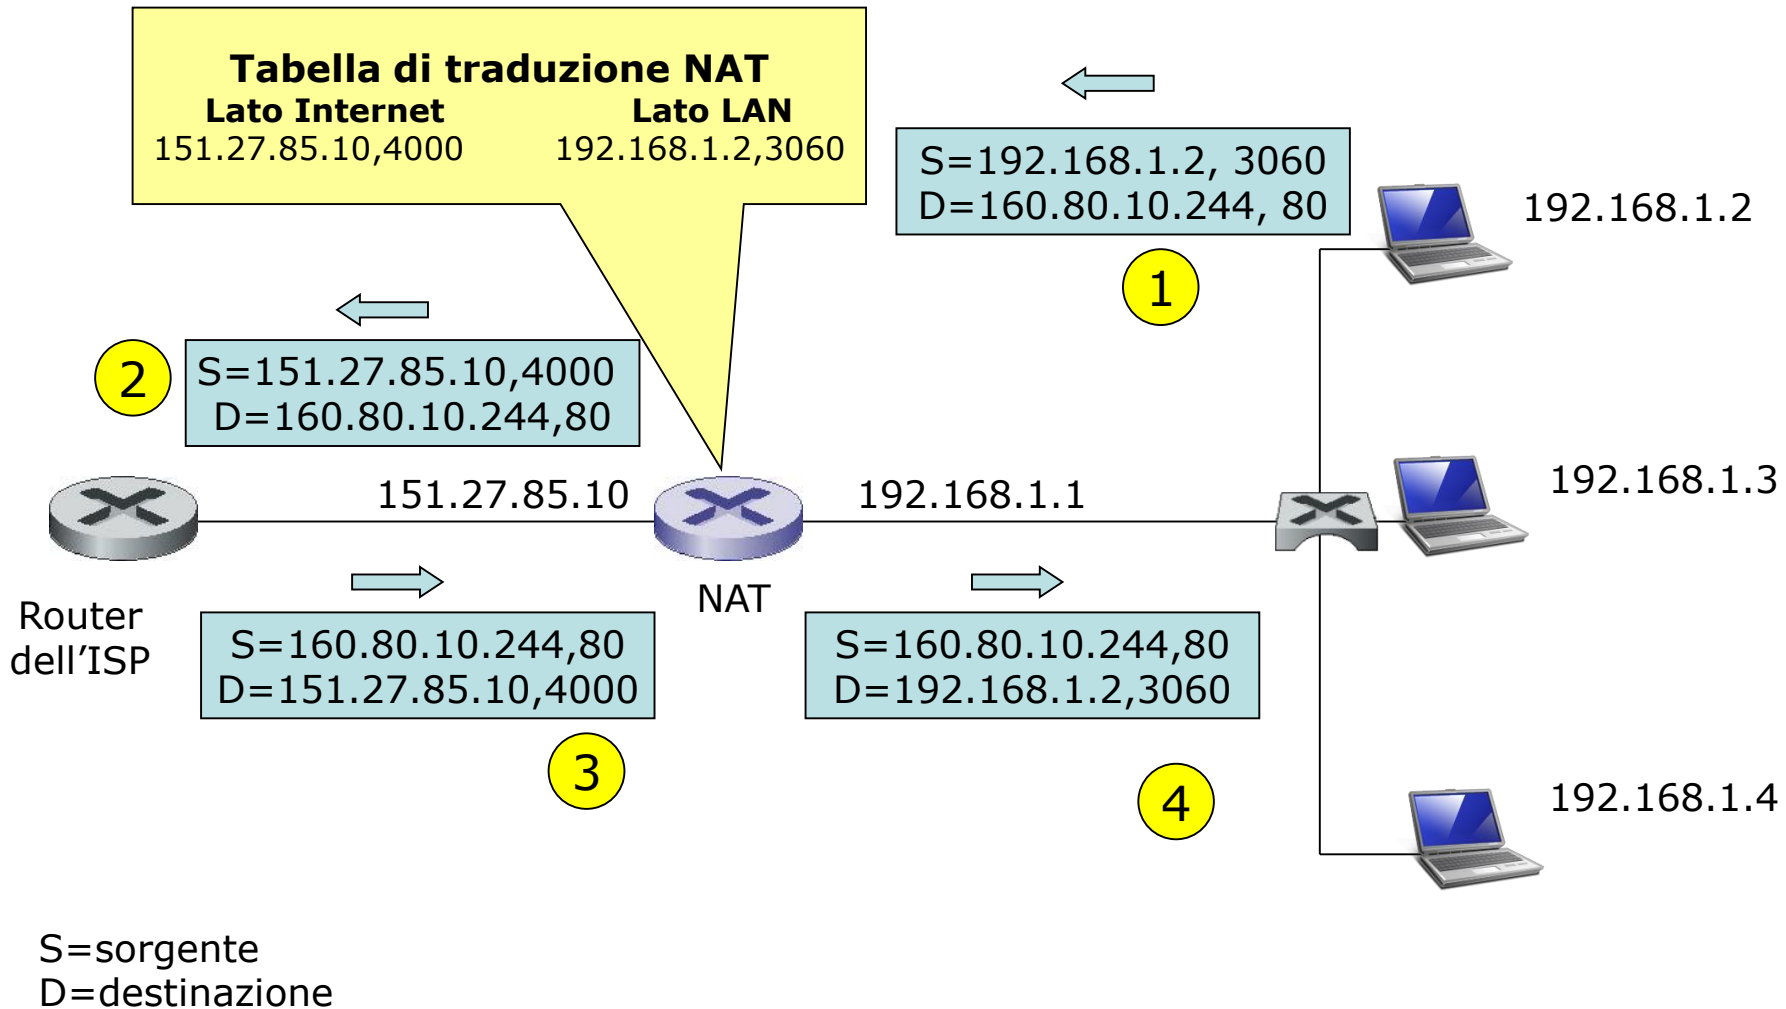 Tabella di traduzione NAT
Lato Internet Lato LAN
151.27.85.10,4000 192.168.1.2,3060
S=192.168.1.2, 3060
D=160.80.10.244, 80
192.168.1.2
1
2
S=151.27.85.10,4000
D=160.80.10.244,80
151.27.85.10
192.168.1.1
192.168.1.3
NAT
Router
dell’ISP
S=160.80.10.244,80
D=151.27.85.10,4000
S=160.80.10.244,80
D=192.168.1.2,3060
3
4
192.168.1.4
S=sorgente
D=destinazione